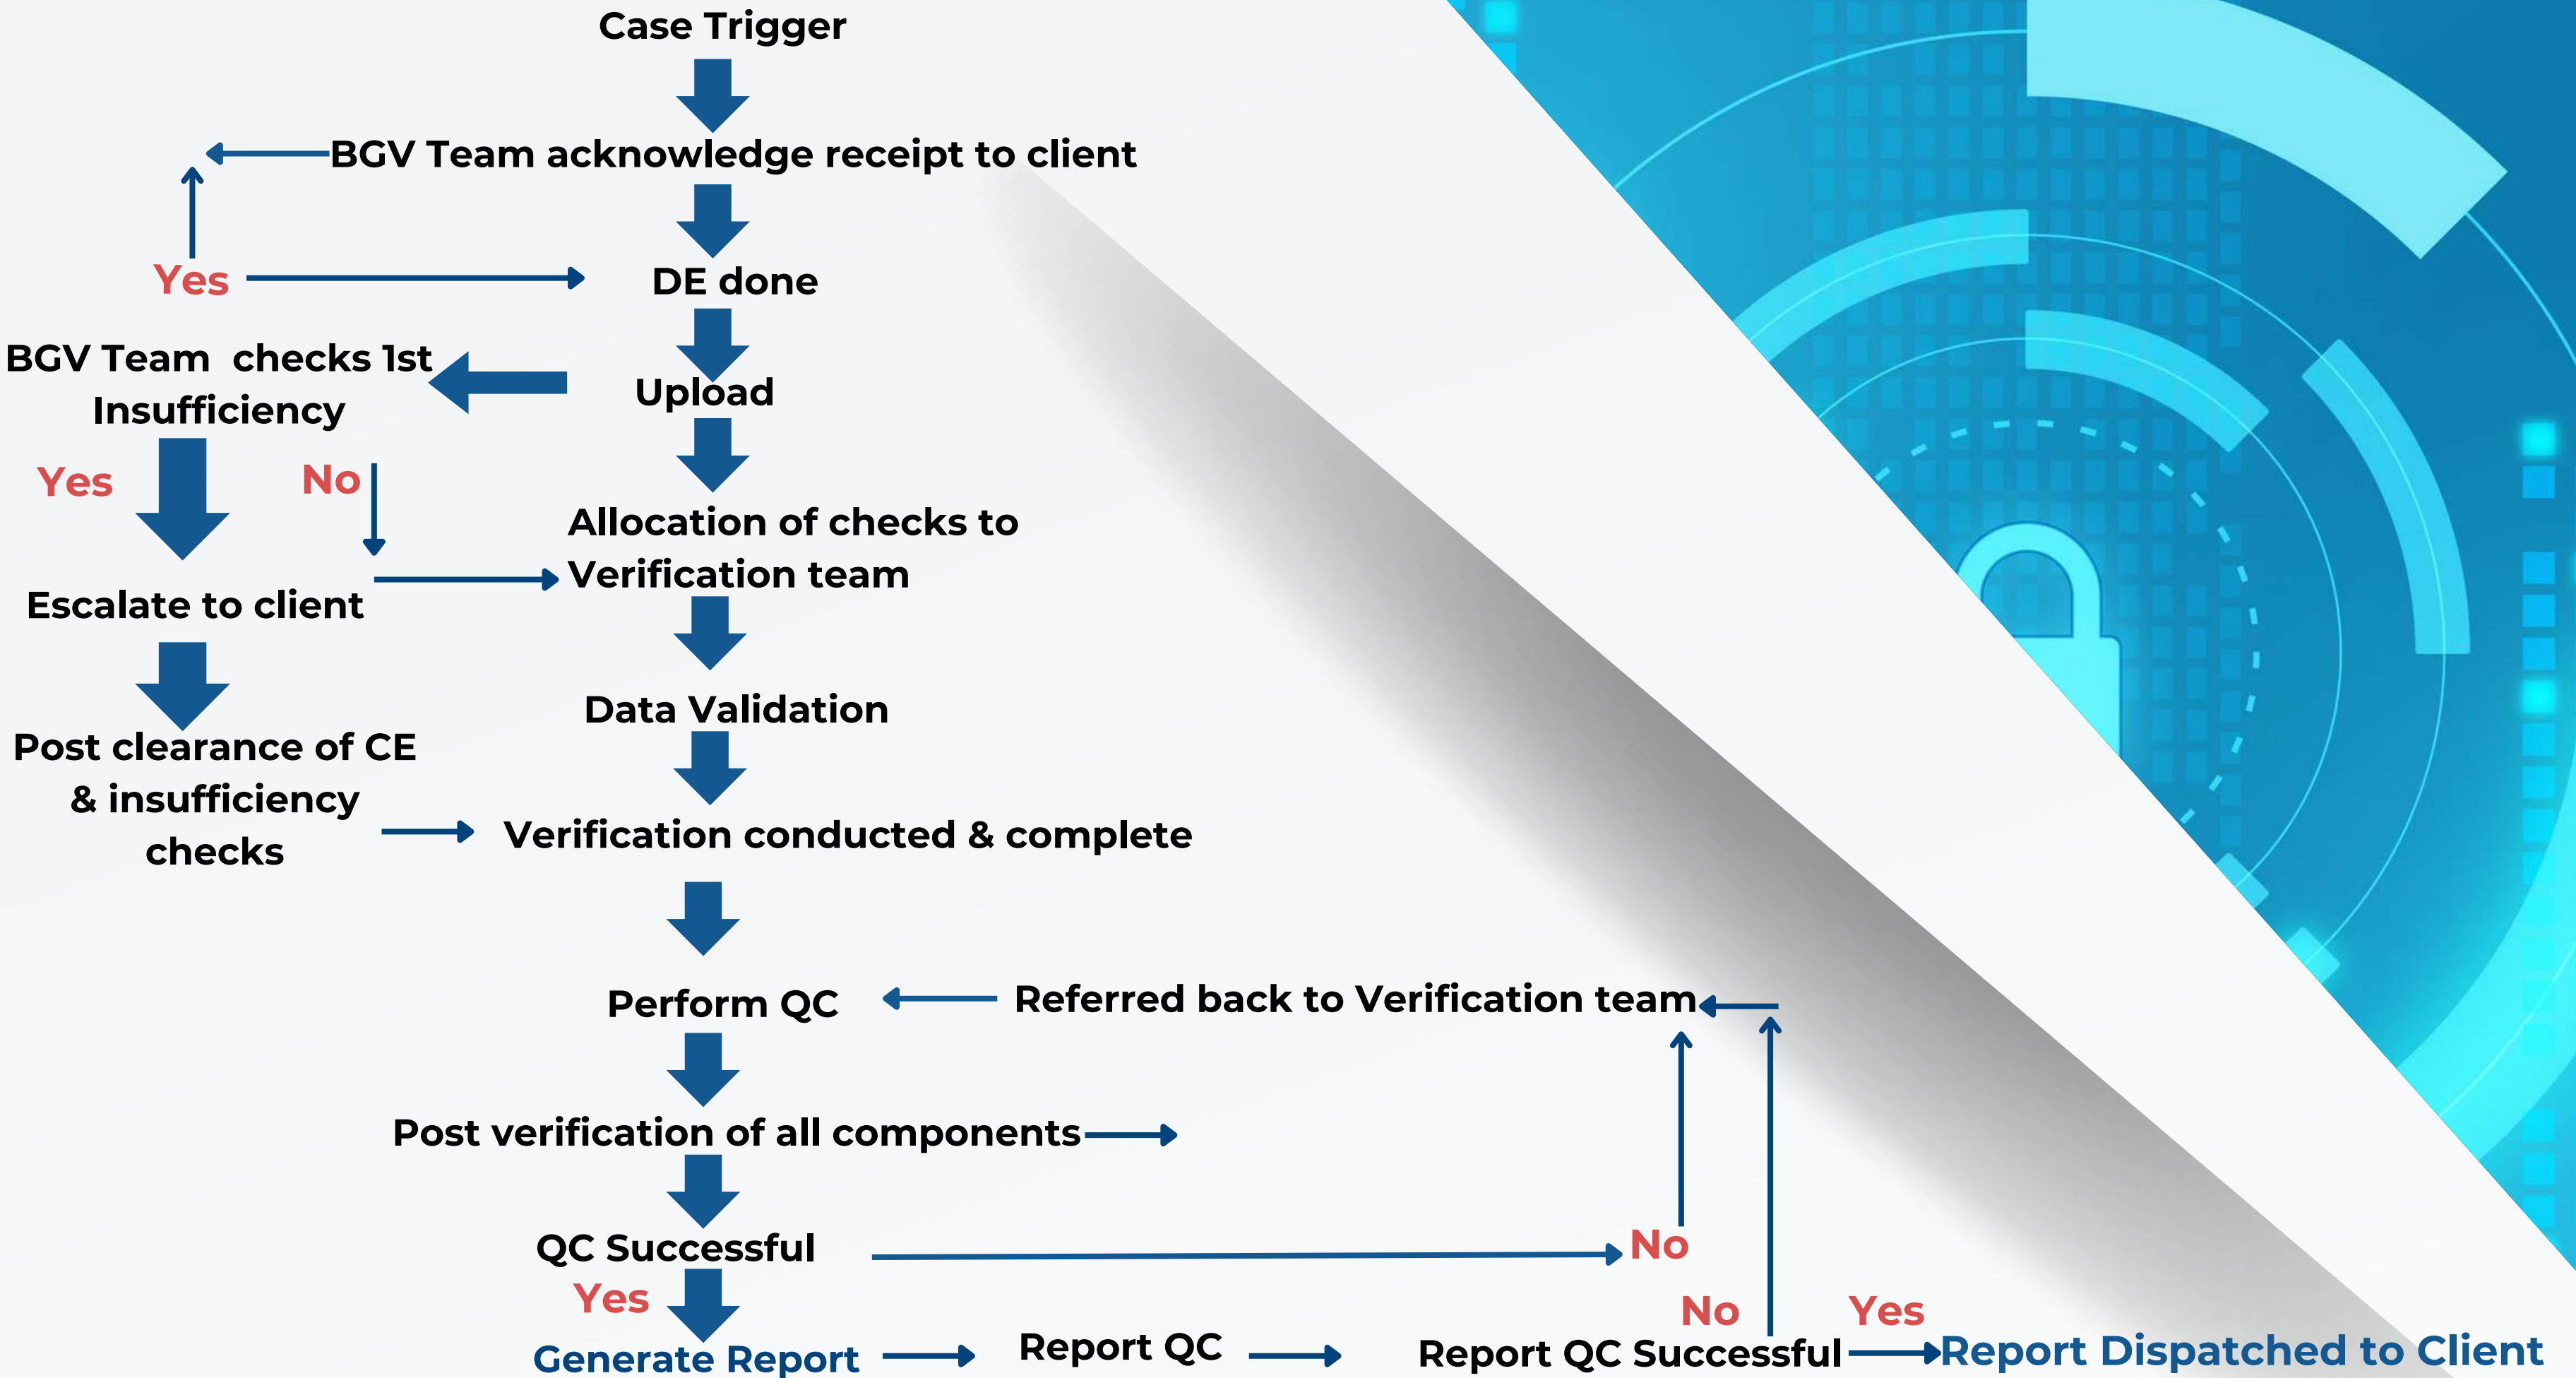 Case Trigger
BGV Team acknowledge receipt to client
Yes
DE done
BGV Team checks 1st
Insufficiency
Upload
Yes
No
Allocation of checks to
Verification team
Escalate to client
Data Validation
Post clearance of CE
& insufficiency
checks
Verification conducted & complete
Perform QC
Referred back to Verification team
Post verification of all components
QC Successful
No
Yes
No
Yes
Generate Report
Report QC
Report QC Successful
Report Dispatched to Client